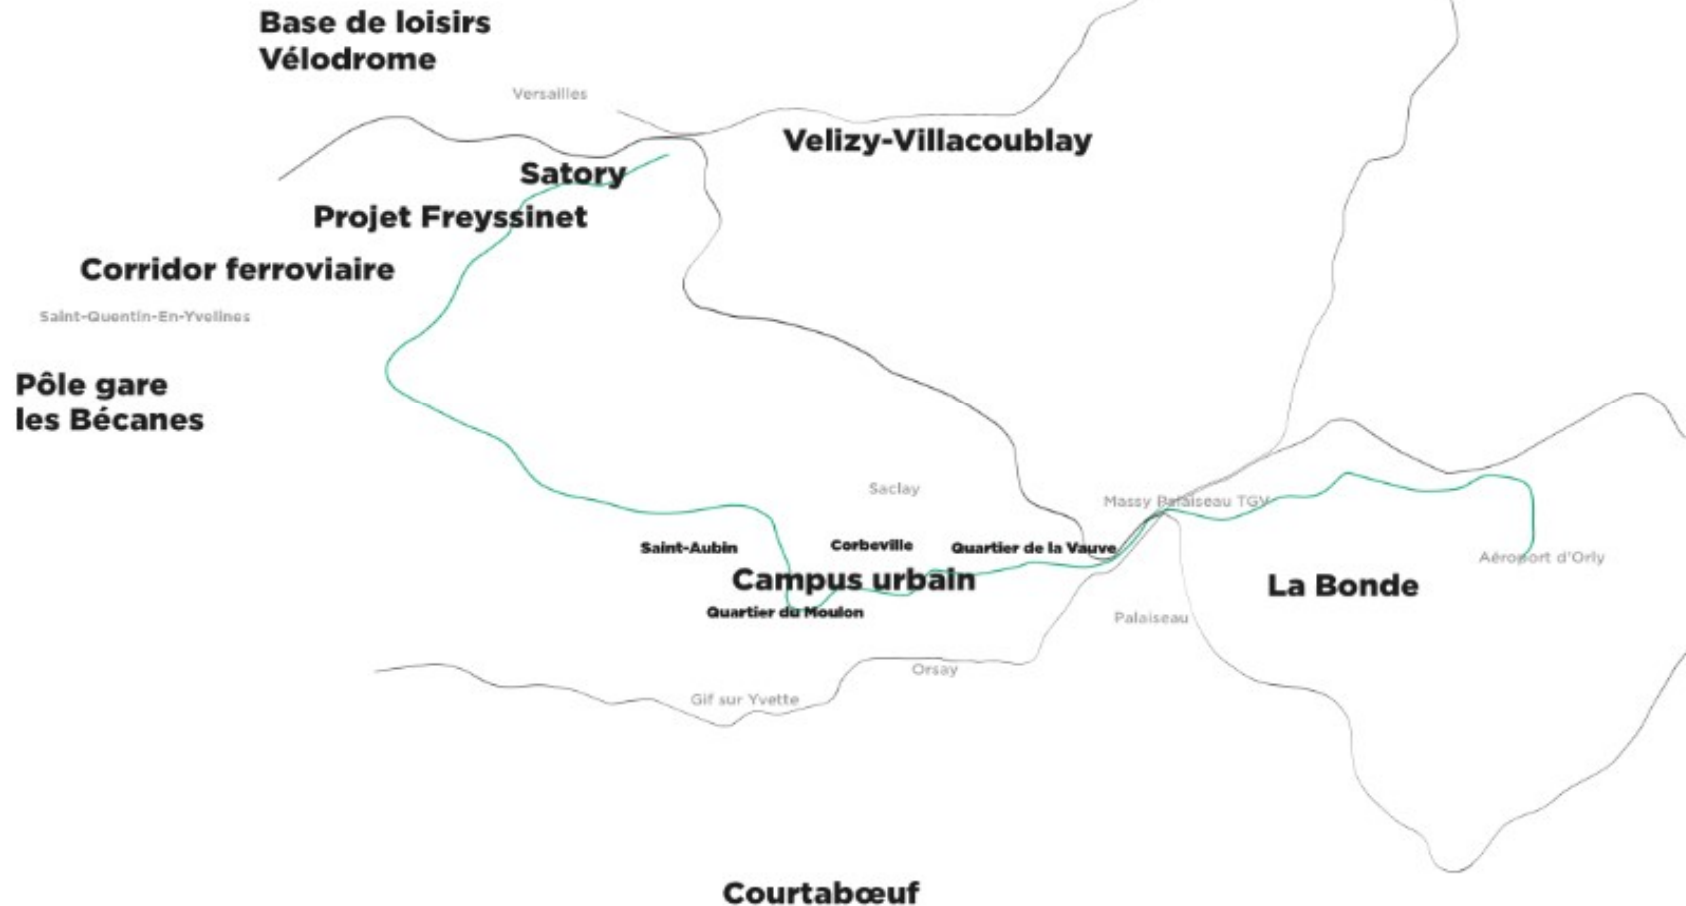 Base de loisirs
Vélodrome
Versailles
Velizy-Villacoublay
Satory
Projet Freyssinet
Corridor ferroviaire
Saint-Quentin-En-Yvelines
Pôle gare
les Bécanes
Saclay
Massy Palaiseau TGV
Saint-Aubin
Corbeville
Quartier de la Vauve
Aéroport d'Orly
Campus urbain
La Bonde
Quartier du Moulon
Palaiseau
Orsay
Gif sur Yvette
Courtabœuf